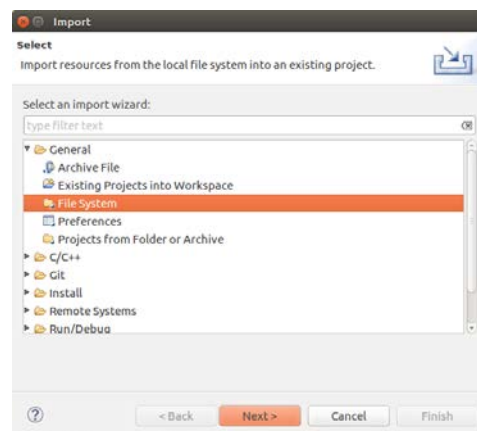 Import
Select
Import resources from the local file system into an existing project.
Select an import wizard:
type filter text
General
Archive File
Existing Projects into Workspace
File System
Preferences
Projects from Folder or Archive
C/C++
Git
Install
Remote Systems
Run/Debug
? < Back Next > Cancel Finish